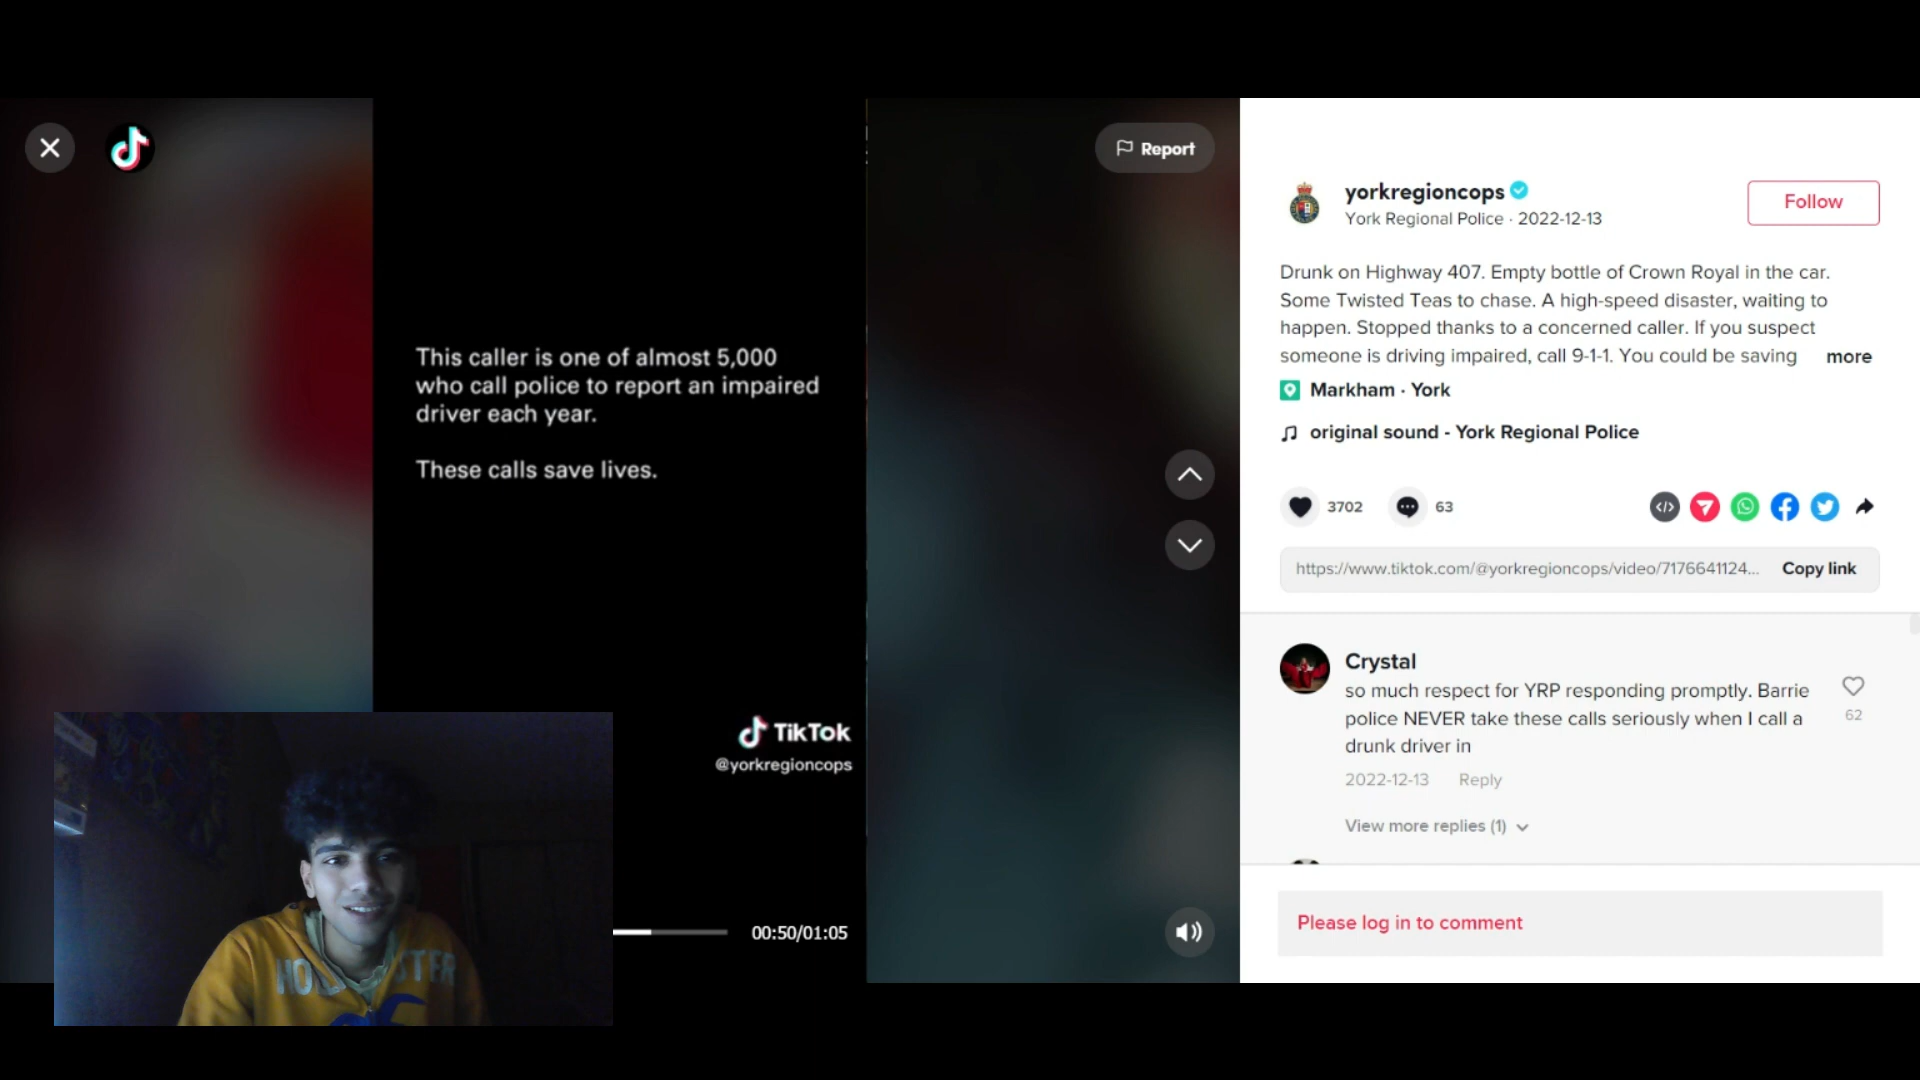 Report
This caller is one of almost 5,000
who call police to report an impaired
driver each year.
These calls save lives.
TikTok
@yorkregioncops
00:50/01:05
HOLLISTER
yorkregioncops
York Regional Police · 2022-12-13
Follow
Drunk on Highway 407. Empty bottle of Crown Royal in the car.
Some Twisted Teas to chase. A high-speed disaster, waiting to
happen. Stopped thanks to a concerned caller. If you suspect
someone is driving impaired, call 9-1-1. You could be saving more
Markham · York
original sound - York Regional Police
3702 63
https://www.tiktok.com/@yorkregioncops/video/7176641124... Copy link
Crystal
so much respect for YRP responding promptly. Barrie
police NEVER take these calls seriously when I call a
drunk driver in
62
2022-12-13 Reply
View more replies (1)
Please log in to comment